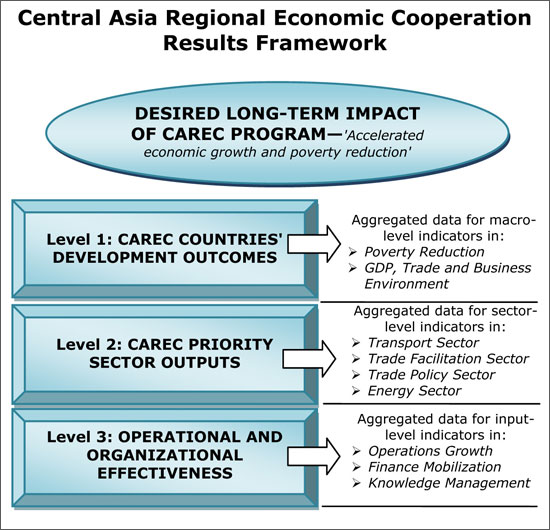 Central Asia Regional Economic Cooperation
Results Framework
DESIRED LONG-TERM IMPACT
OF CAREC PROGRAM—'Accelerated
economic growth and poverty reduction'
Level 1: CAREC COUNTRIES'
DEVELOPMENT OUTCOMES
Aggregated data for macro-
level indicators in:
➢ Poverty Reduction
➢ GDP, Trade and Business
Environment
Level 2: CAREC PRIORITY
SECTOR OUTPUTS
Aggregated data for sector-
level indicators in:
➢ Transport Sector
➢ Trade Facilitation Sector
➢ Trade Policy Sector
➢ Energy Sector
Level 3: OPERATIONAL AND
ORGANIZATIONAL
EFFECTIVENESS
Aggregated data for input-
level indicators in:
➢ Operations Growth
➢ Finance Mobilization
➢ Knowledge Management